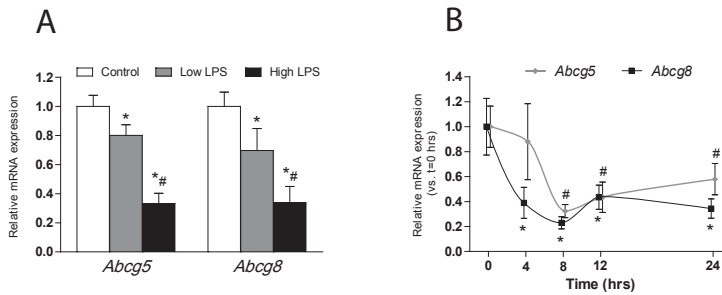 A
Control Low LPS High LPS
Relative mRNA expression
1.2
1.0
0.8
0.6
0.4
0.2
0.0
* *# * *#
Abcg5 Abcg8
B
Abcg5 Abcg8
Relative mRNA expression
(vs. t=0 hrs)
1.4
1.2
1.0
0.8
0.6
0.4
0.2
0.0
# # #
* * * *
0 4 8 12 24
Time (hrs)